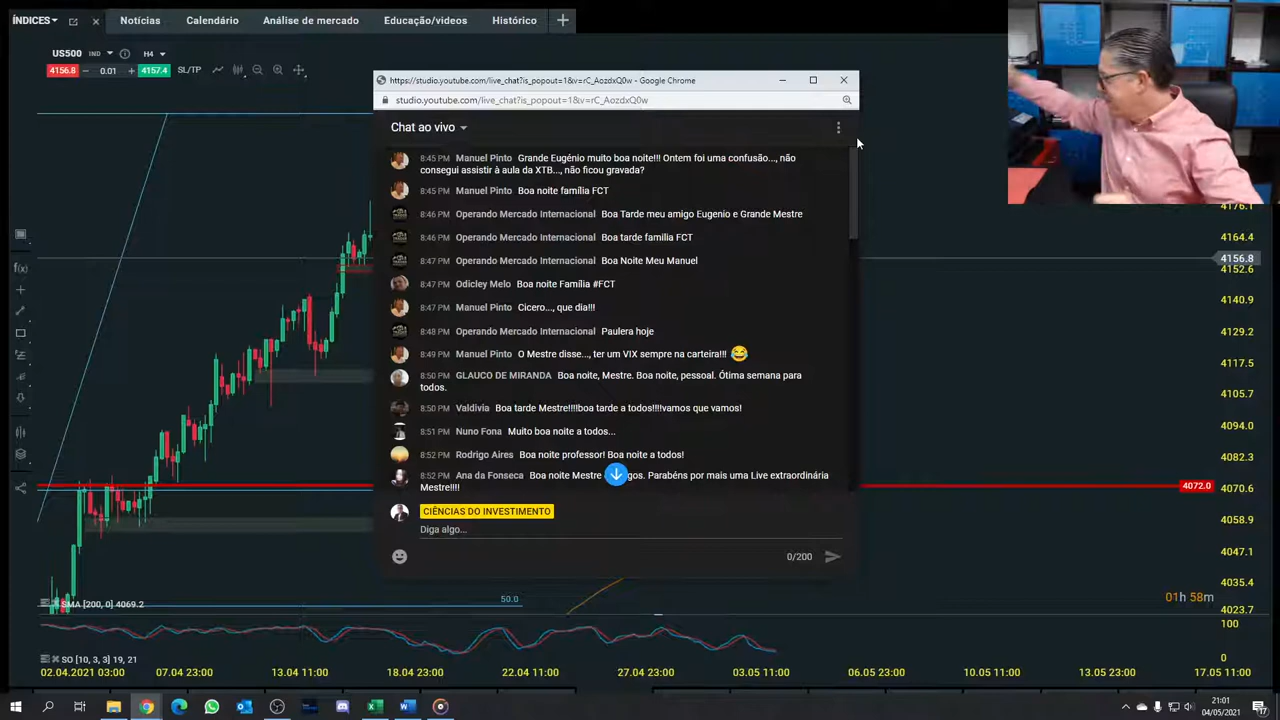 ÍNDICES
Notícias
Calendário
Análise de mercado
Educação/videos
Histórico
US500 IND H4
4156.8 0.01 4157.4 SL/TP
https://studio.youtube.com/live_chat?is_popout=1&v=rC_AozdxQ0w - Google Chrome
studio.youtube.com/live_chat?is_popout=1&v=rC_AozdxQ0w
Chat ao vivo
8:45 PM Manuel Pinto Grande Eugénio muito boa noite!!! Ontem foi uma confusão..., não
consegui assistir à aula da XTB..., não ficou gravada?
8:45 PM Manuel Pinto Boa noite família FCT
8:46 PM Operando Mercado Internacional Boa Tarde meu amigo Eugenio e Grande Mestre
8:46 PM Operando Mercado Internacional Boa tarde família FCT
8:47 PM Operando Mercado Internacional Boa Noite Meu Manuel
8:47 PM Odicley Melo Boa noite Família #FCT
8:47 PM Manuel Pinto Cicero..., que dia!!!
8:48 PM Operando Mercado Internacional Paulera hoje
8:49 PM Manuel Pinto O Mestre disse..., ter um VIX sempre na carteira!!! 😂
8:50 PM GLAUCO DE MIRANDA Boa noite, Mestre. Boa noite, pessoal. Ótima semana para
todos.
8:50 PM Valdivia Boa tarde Mestre!!!!boa tarde a todos!!!!vamos que vamos!
8:51 PM Nuno Fona Muito boa noite a todos...
8:52 PM Rodrigo Aires Boa noite professor! Boa noite a todos!
8:52 PM Ana da Fonseca Boa noite Mestre gos. Parabéns por mais uma Live extraordinária
Mestre!!!!
CIÊNCIAS DO INVESTIMENTO
Diga algo...
0/200
4176.1
4164.4
4156.8
4152.6
4140.9
4129.2
4117.5
4105.7
4094.0
4082.3
4072.0
4070.6
4058.9
4047.1
4035.4
4023.7
01h 58m
50.0
SMA [200, 0] 4069.2
100
0
SO [10, 3, 3] 19, 21
02.04.2021 03:00
07.04 23:00
13.04 11:00
18.04 23:00
22.04 11:00
27.04 23:00
03.05 11:00
06.05 23:00
13.05 23:00
17.05 11:00
21:01
04/05/2021
17